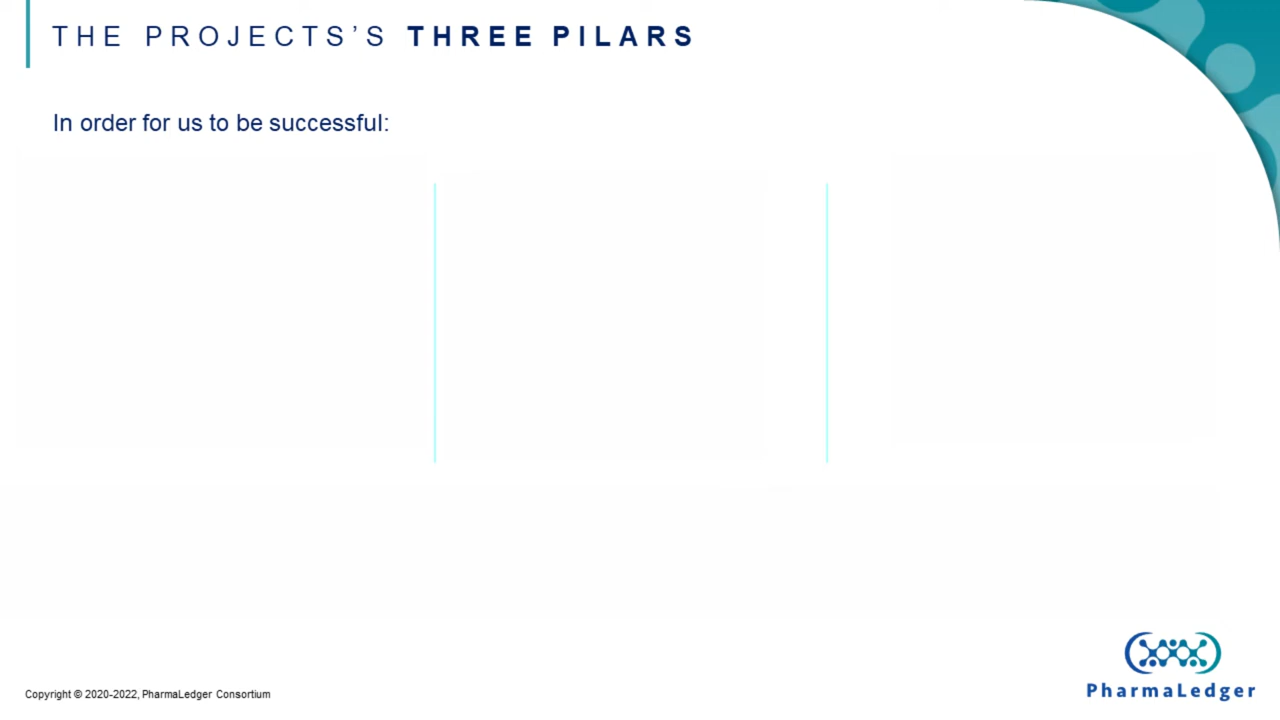 THE PROJECTS’S THREE PILARS
In order for us to be successful:
PharmaLedger
Copyright © 2020-2022, PharmaLedger Consortium